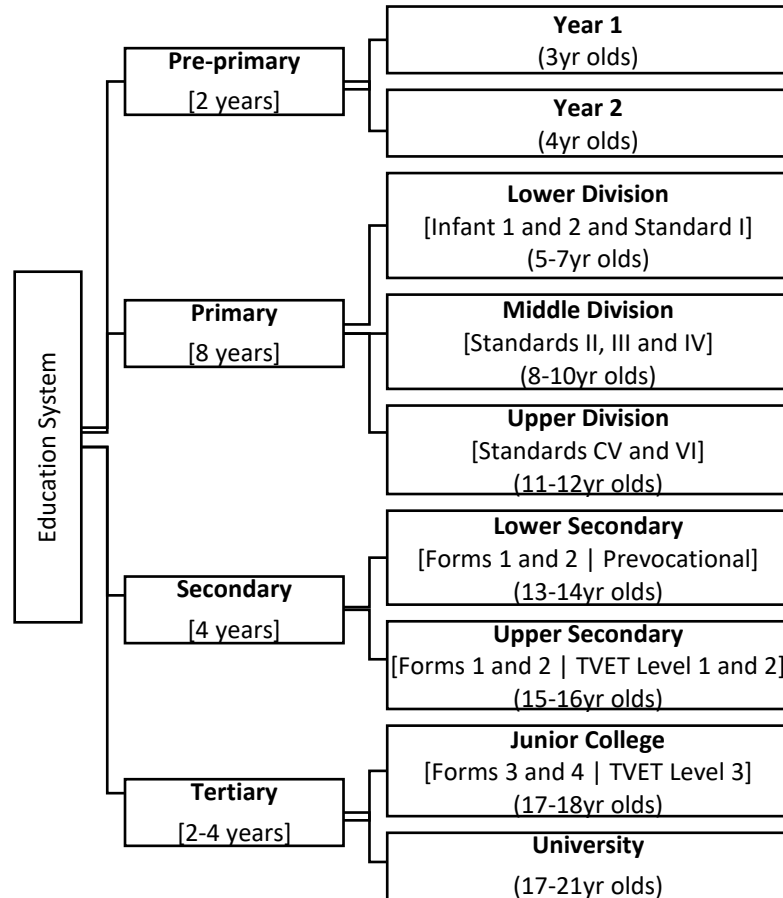 Education System
Pre-primary
[2 years]
Year 1
(3yr olds)
Year 2
(4yr olds)
Primary
[8 years]
Lower Division
[Infant 1 and 2 and Standard I]
(5-7yr olds)
Middle Division
[Standards II, III and IV]
(8-10yr olds)
Upper Division
[Standards CV and VI]
(11-12yr olds)
Secondary
[4 years]
Lower Secondary
[Forms 1 and 2 | Prevocational]
(13-14yr olds)
Upper Secondary
[Forms 1 and 2 | TVET Level 1 and 2]
(15-16yr olds)
Tertiary
[2-4 years]
Junior College
[Forms 3 and 4 | TVET Level 3]
(17-18yr olds)
University
(17-21yr olds)